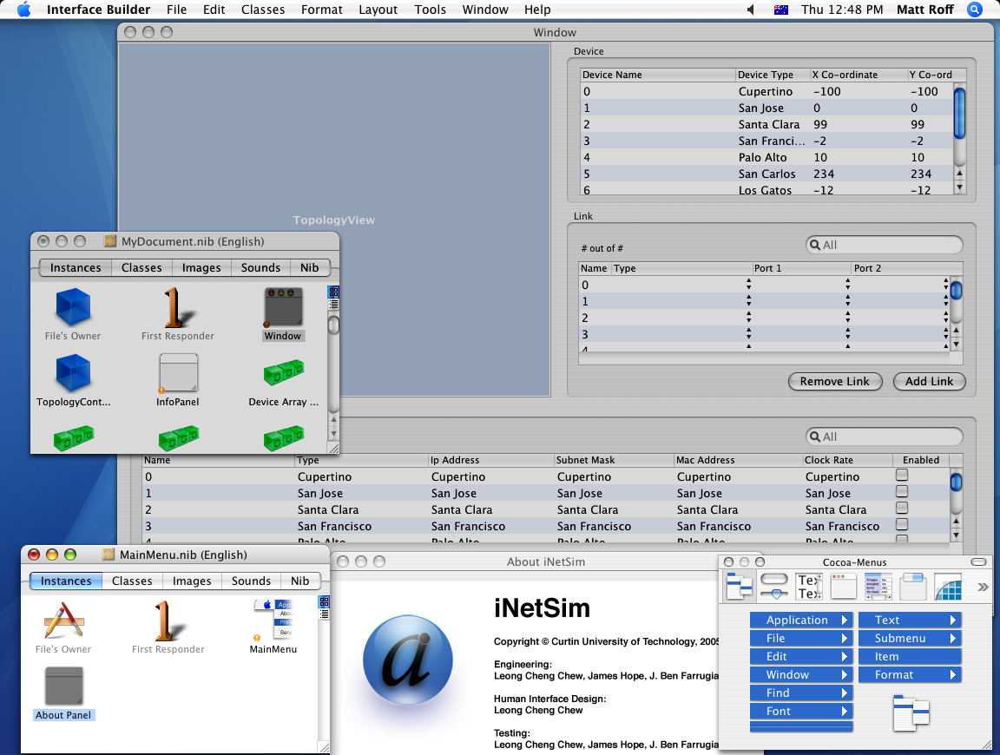 Interface Builder File Edit Classes Format Layout Tools Window Help Thu 12:48 PM Matt Roff
Window
Device
Device Name Device Type X Co-ordinate Y Co-ord
0 Cupertino -100 -100
1 San Jose 0 0
2 Santa Clara 99 99
3 San Franci... -2 -2
4 Palo Alto 10 10
5 San Carlos 234 234
6 Los Gatos -12 -12
TopologyView
Link
# out of # All
Name Type Port 1 Port 2
0
1
2
3
4
Remove Link Add Link
MyDocument.nib (English)
Instances Classes Images Sounds Nib
File's Owner First Responder Window
TopologyCont... InfoPanel Device Array ...
All
Name Type Ip Address Subnet Mask Mac Address Clock Rate Enabled
0 Cupertino Cupertino Cupertino Cupertino Cupertino
1 San Jose San Jose San Jose San Jose San Jose
2 Santa Clara Santa Clara Santa Clara Santa Clara Santa Clara
3 San Francisco San Francisco San Francisco San Francisco San Francisco
4 Palo Alto Palo Alto Palo Alto Palo Alto Palo Alto
MainMenu.nib (English)
Instances Classes Images Sounds Nib
File's Owner First Responder MainMenu
About Panel
About iNetSim
a
iNetSim
Copyright © Curtin University of Technology, 2005
Engineering:
Leong Cheng Chew, James Hope, J. Ben Farrugia
Human Interface Design:
Leong Cheng Chew
Testing:
Leong Cheng Chew, James Hope, J. Ben Farrugia
Cocoa-Menus
Text
Text
Application Text
File Submenu
Edit Item
Window Format
Find
Font